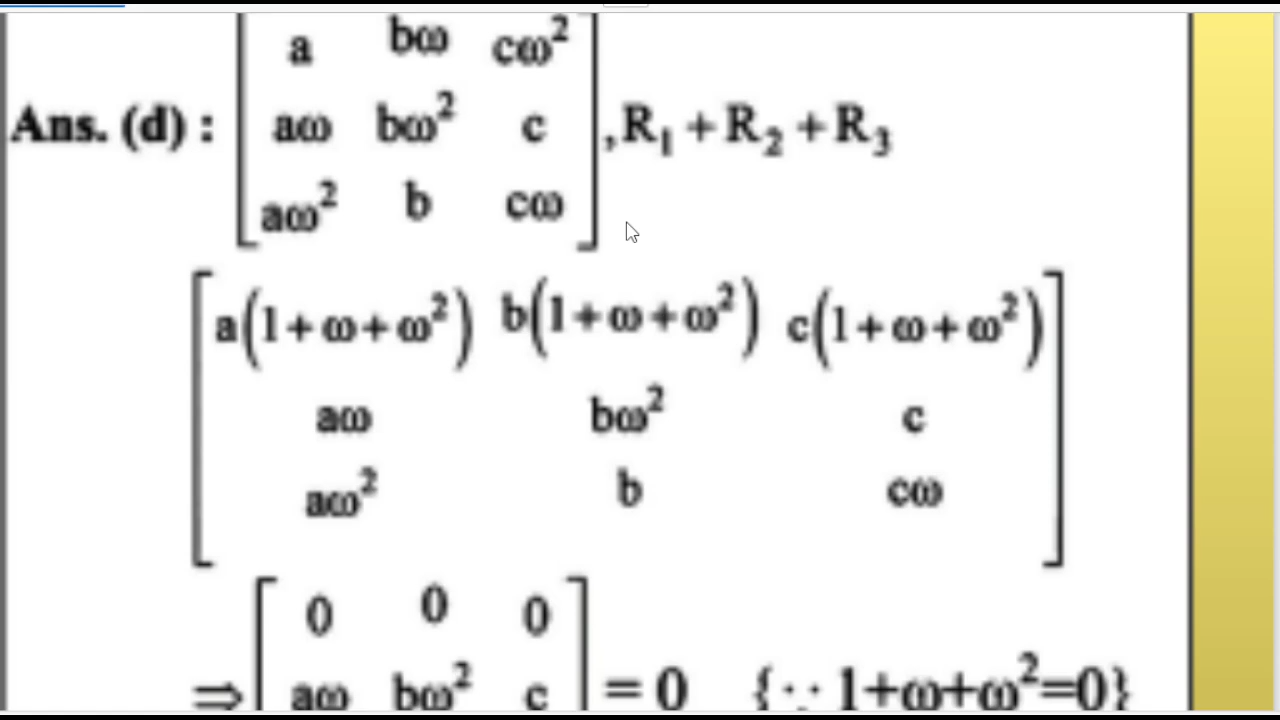 a bω cω²
Ans. (d) : aω bω² c , R₁ + R₂ + R₃
aω² b cω
a(1+ω+ω²) b(1+ω+ω²) c(1+ω+ω²)
aω bω² c
aω² b cω
0 0 0
⇒ aω bω² c = 0 {∵ 1+ω+ω²=0}